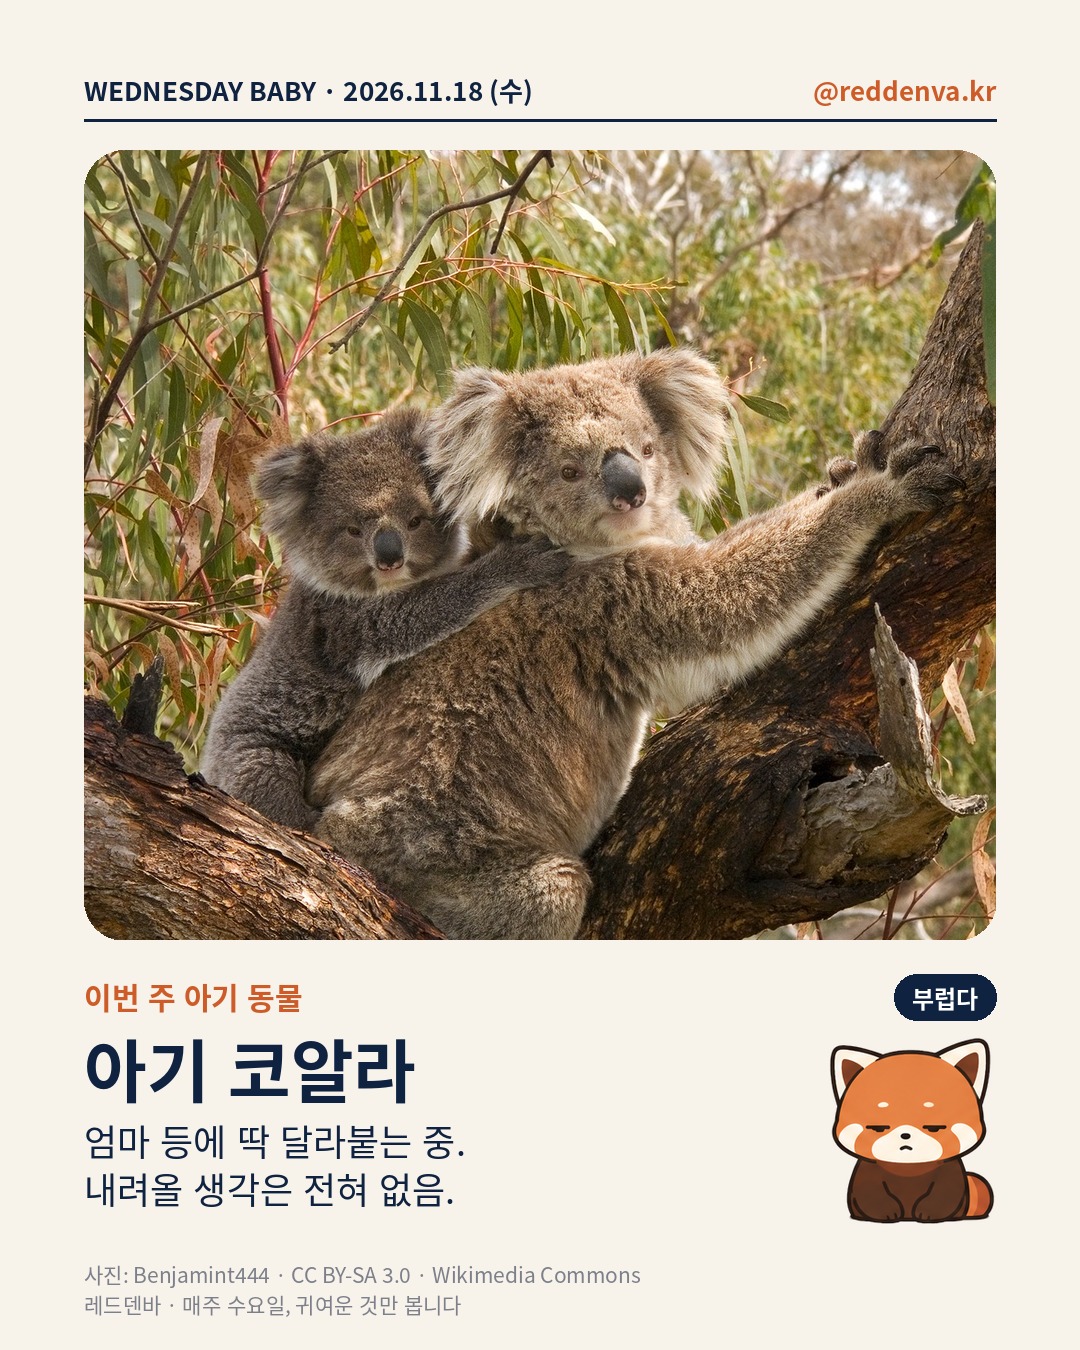 WEDNESDAY BABY · 2026.11.18 (수)
@reddenva.kr
이번 주 아기 동물
부럽다
아기 코알라
엄마 등에 딱 달라붙는 중.
내려올 생각은 전혀 없음.
사진: Benjamint444 · CC BY-SA 3.0 · Wikimedia Commons
레드덴바 · 매주 수요일, 귀여운 것만 봅니다